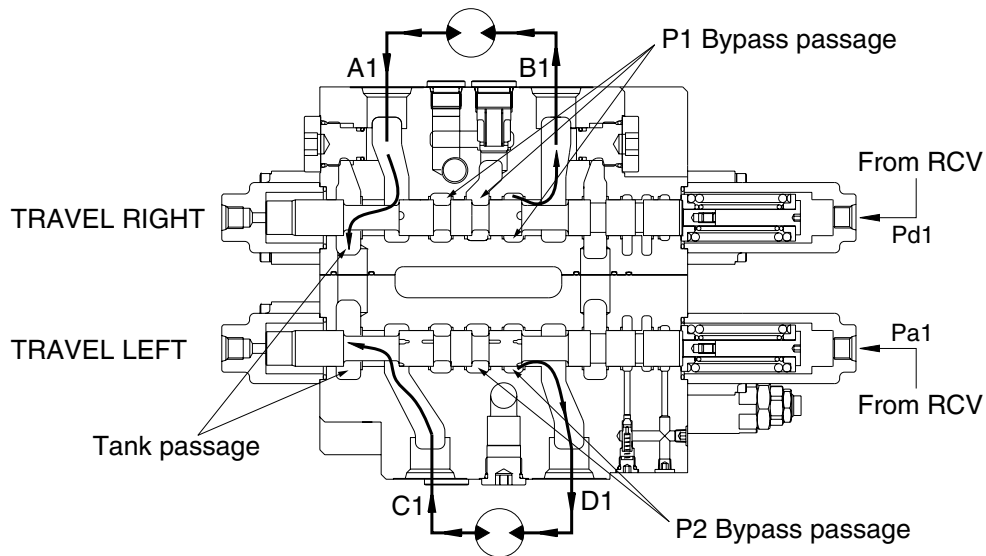 P1 Bypass passage
A1
B1
From RCV
TRAVEL RIGHT
Pd1
Pa1
TRAVEL LEFT
From RCV
Tank passage
C1
D1
P2 Bypass passage